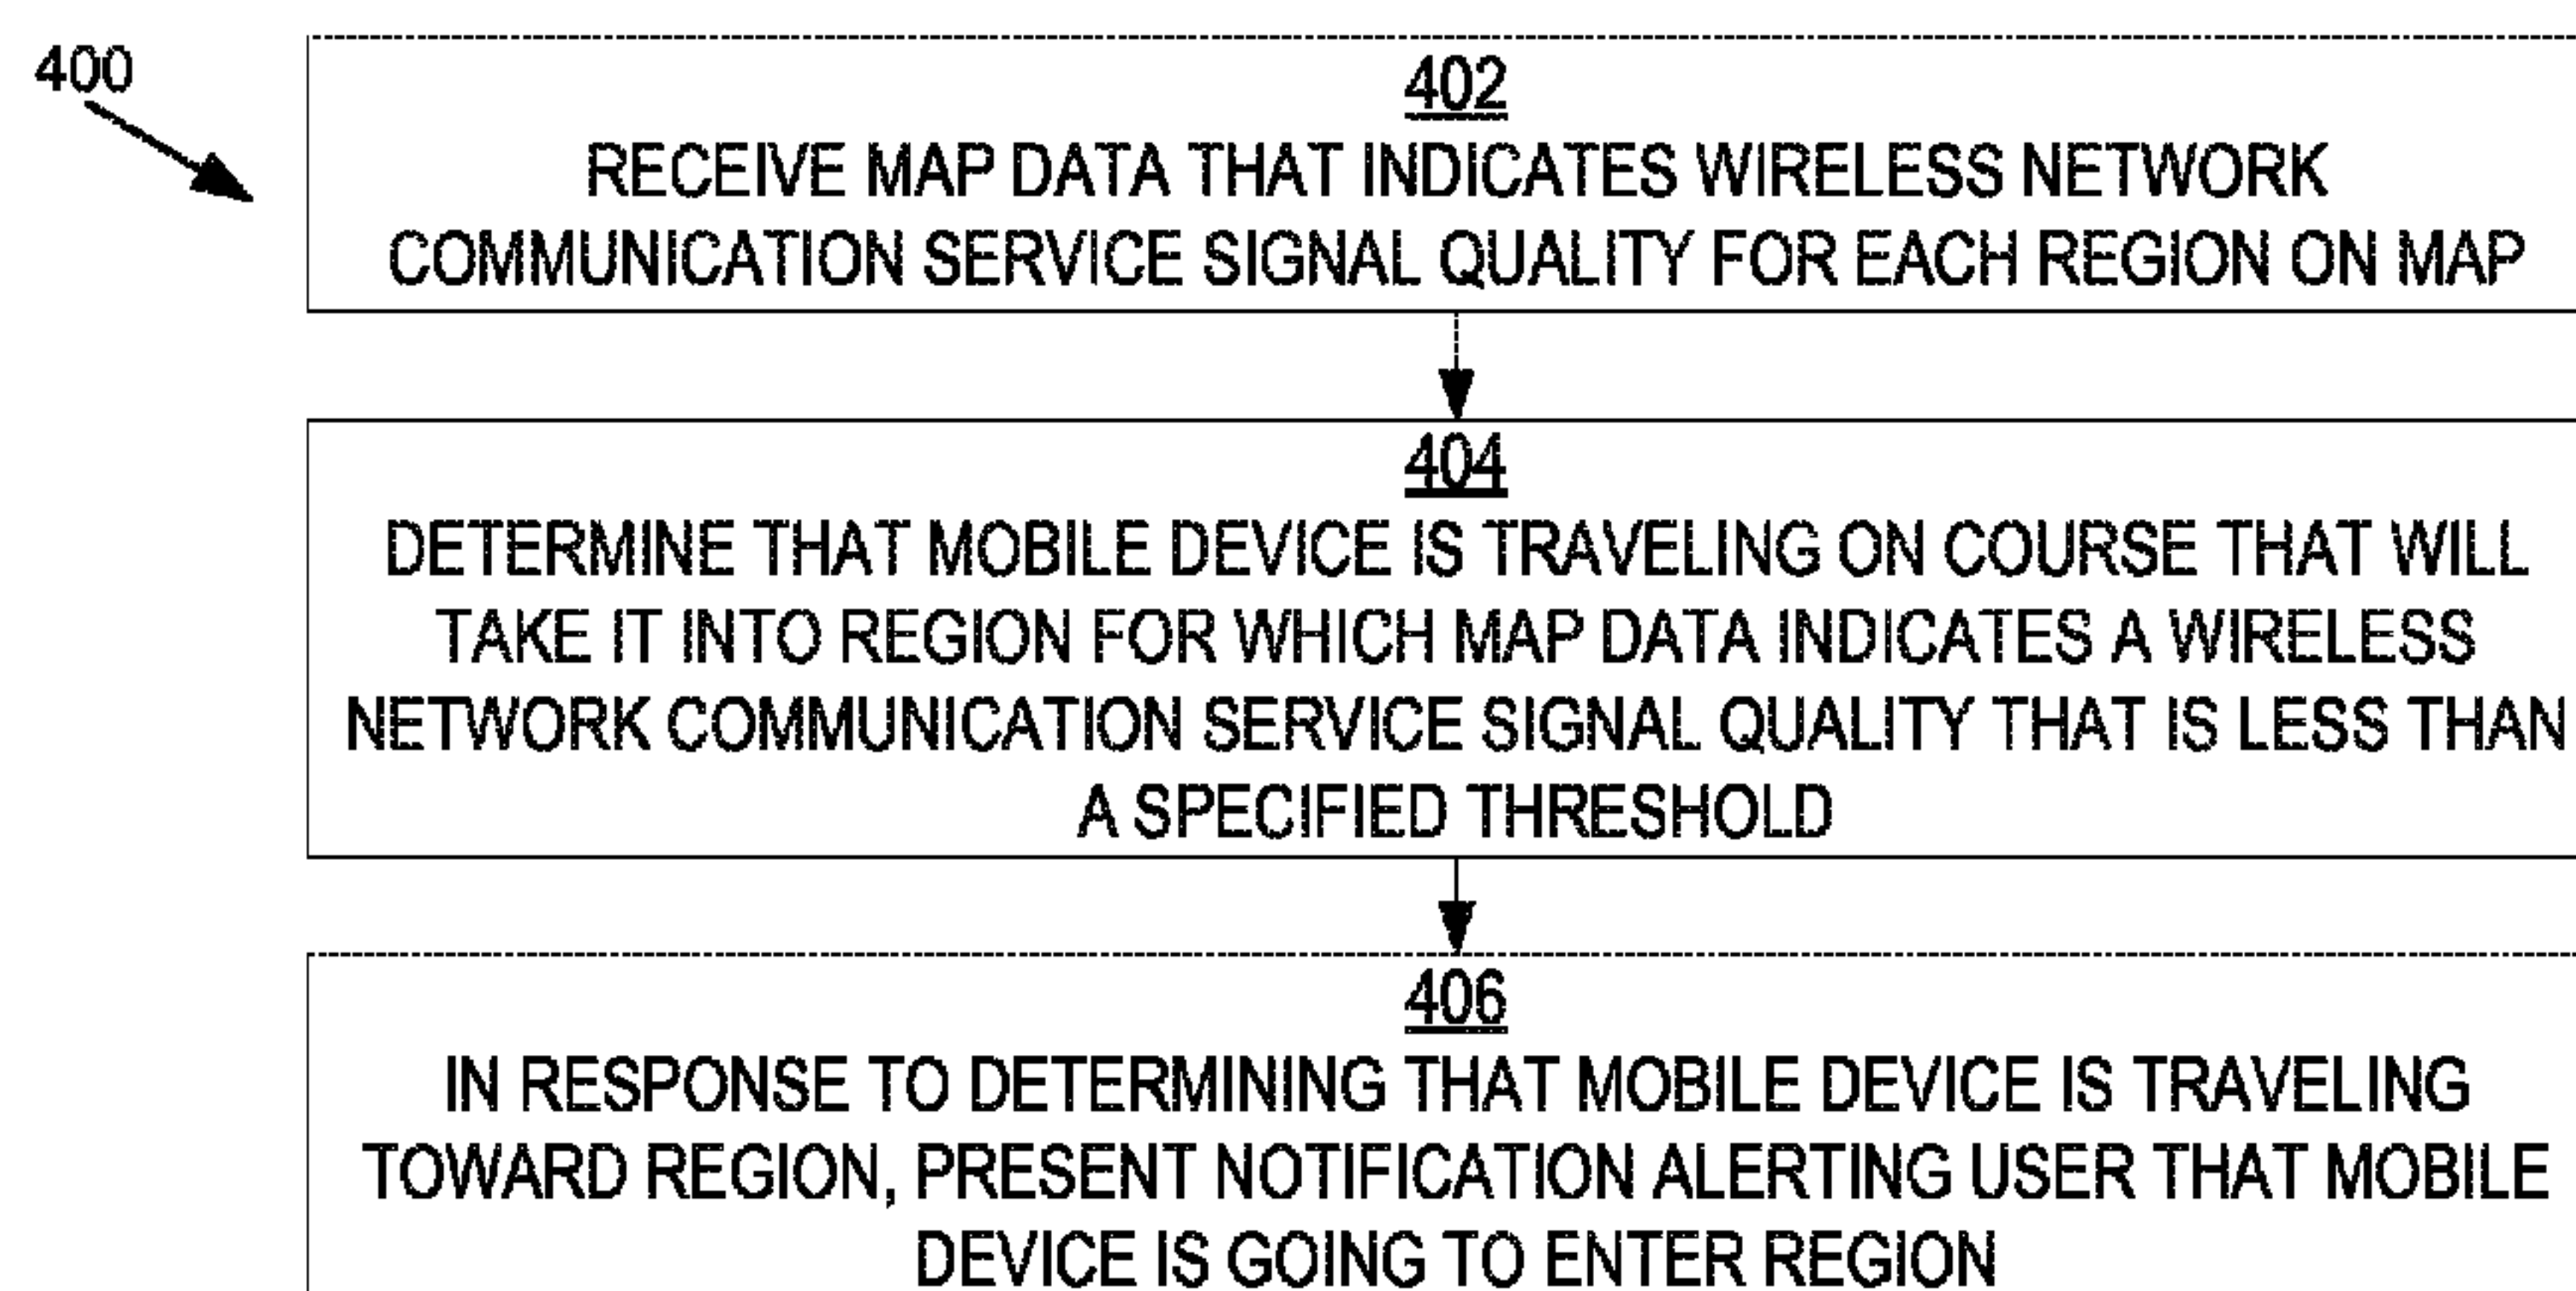 400
402
RECEIVE MAP DATA THAT INDICATES WIRELESS NETWORK
COMMUNICATION SERVICE SIGNAL QUALITY FOR EACH REGION ON MAP
404
DETERMINE THAT MOBILE DEVICE IS TRAVELING ON COURSE THAT WILL
TAKE IT INTO REGION FOR WHICH MAP DATA INDICATES A WIRELESS
NETWORK COMMUNICATION SERVICE SIGNAL QUALITY THAT IS LESS THAN
A SPECIFIED THRESHOLD
406
IN RESPONSE TO DETERMINING THAT MOBILE DEVICE IS TRAVELING
TOWARD REGION, PRESENT NOTIFICATION ALERTING USER THAT MOBILE
DEVICE IS GOING TO ENTER REGION